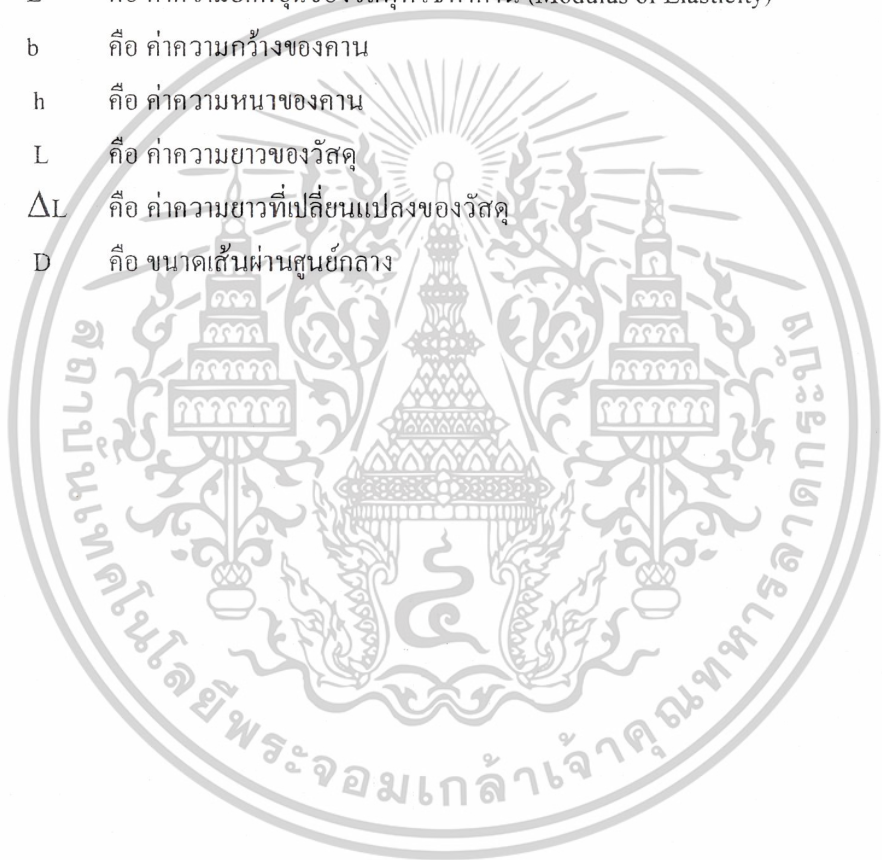 (Modulus of Elasticity)
b คือ ค่าความกว้างของคาน
h คือ ค่าความหนาของคาน
L คือ ค่าความยาวของวัสดุ
ΔL คือ ค่าความยาวที่เปลี่ยนแปลงของวัสดุ
D คือ ขนาดเส้นผ่านศูนย์กลาง
สถาบันเทคโนโลยีพระจอมเกล้าเจ้าคุณทหารลาดกระบัง